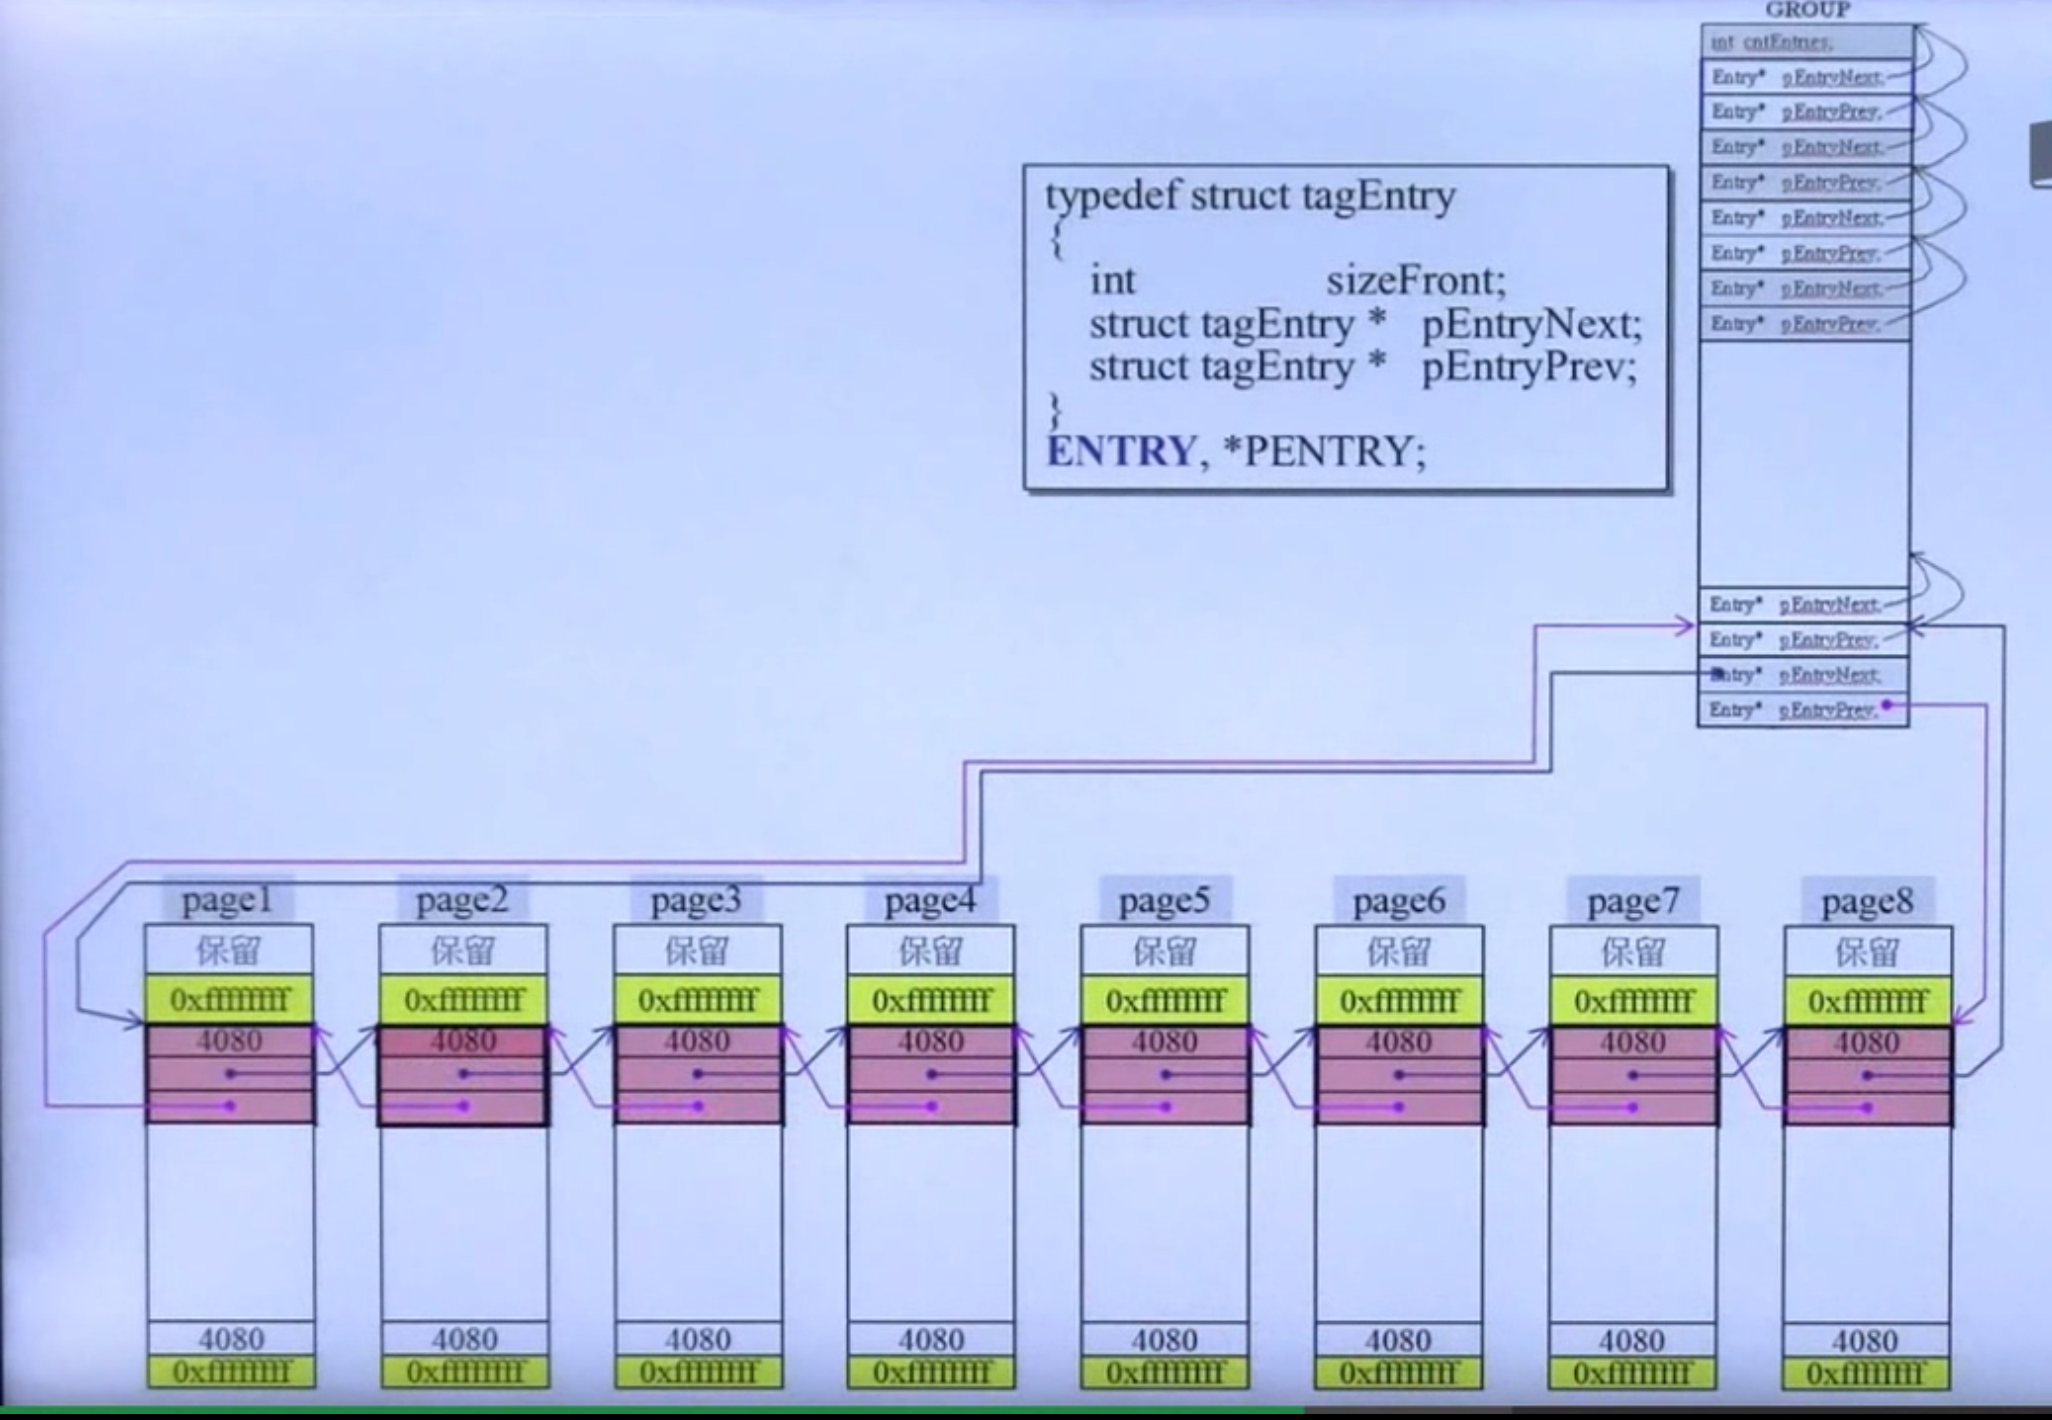 GROUP
int cntEntries,
Entry* pEntryNext,
Entry* pEntryPrev,
Entry* pEntryNext,
Entry* pEntryPrev,
Entry* pEntryNext,
Entry* pEntryPrev,
Entry* pEntryNext,
Entry* pEntryPrev,
typedef struct tagEntry
{
int sizeFront;
struct tagEntry * pEntryNext;
struct tagEntry * pEntryPrev;
}
ENTRY, *PENTRY;
Entry* pEntryNext,
Entry* pEntryPrev,
Entry* pEntryNext,
Entry* pEntryPrev,
page1 page2 page3 page4 page5 page6 page7 page8
保留 保留 保留 保留 保留 保留 保留 保留
0xffffffff 0xffffffff 0xffffffff 0xffffffff 0xffffffff 0xffffffff 0xffffffff 0xffffffff
4080 4080 4080 4080 4080 4080 4080 4080
4080 4080 4080 4080 4080 4080 4080 4080
0xffffffff 0xffffffff 0xffffffff 0xffffffff 0xffffffff 0xffffffff 0xffffffff 0xffffffff